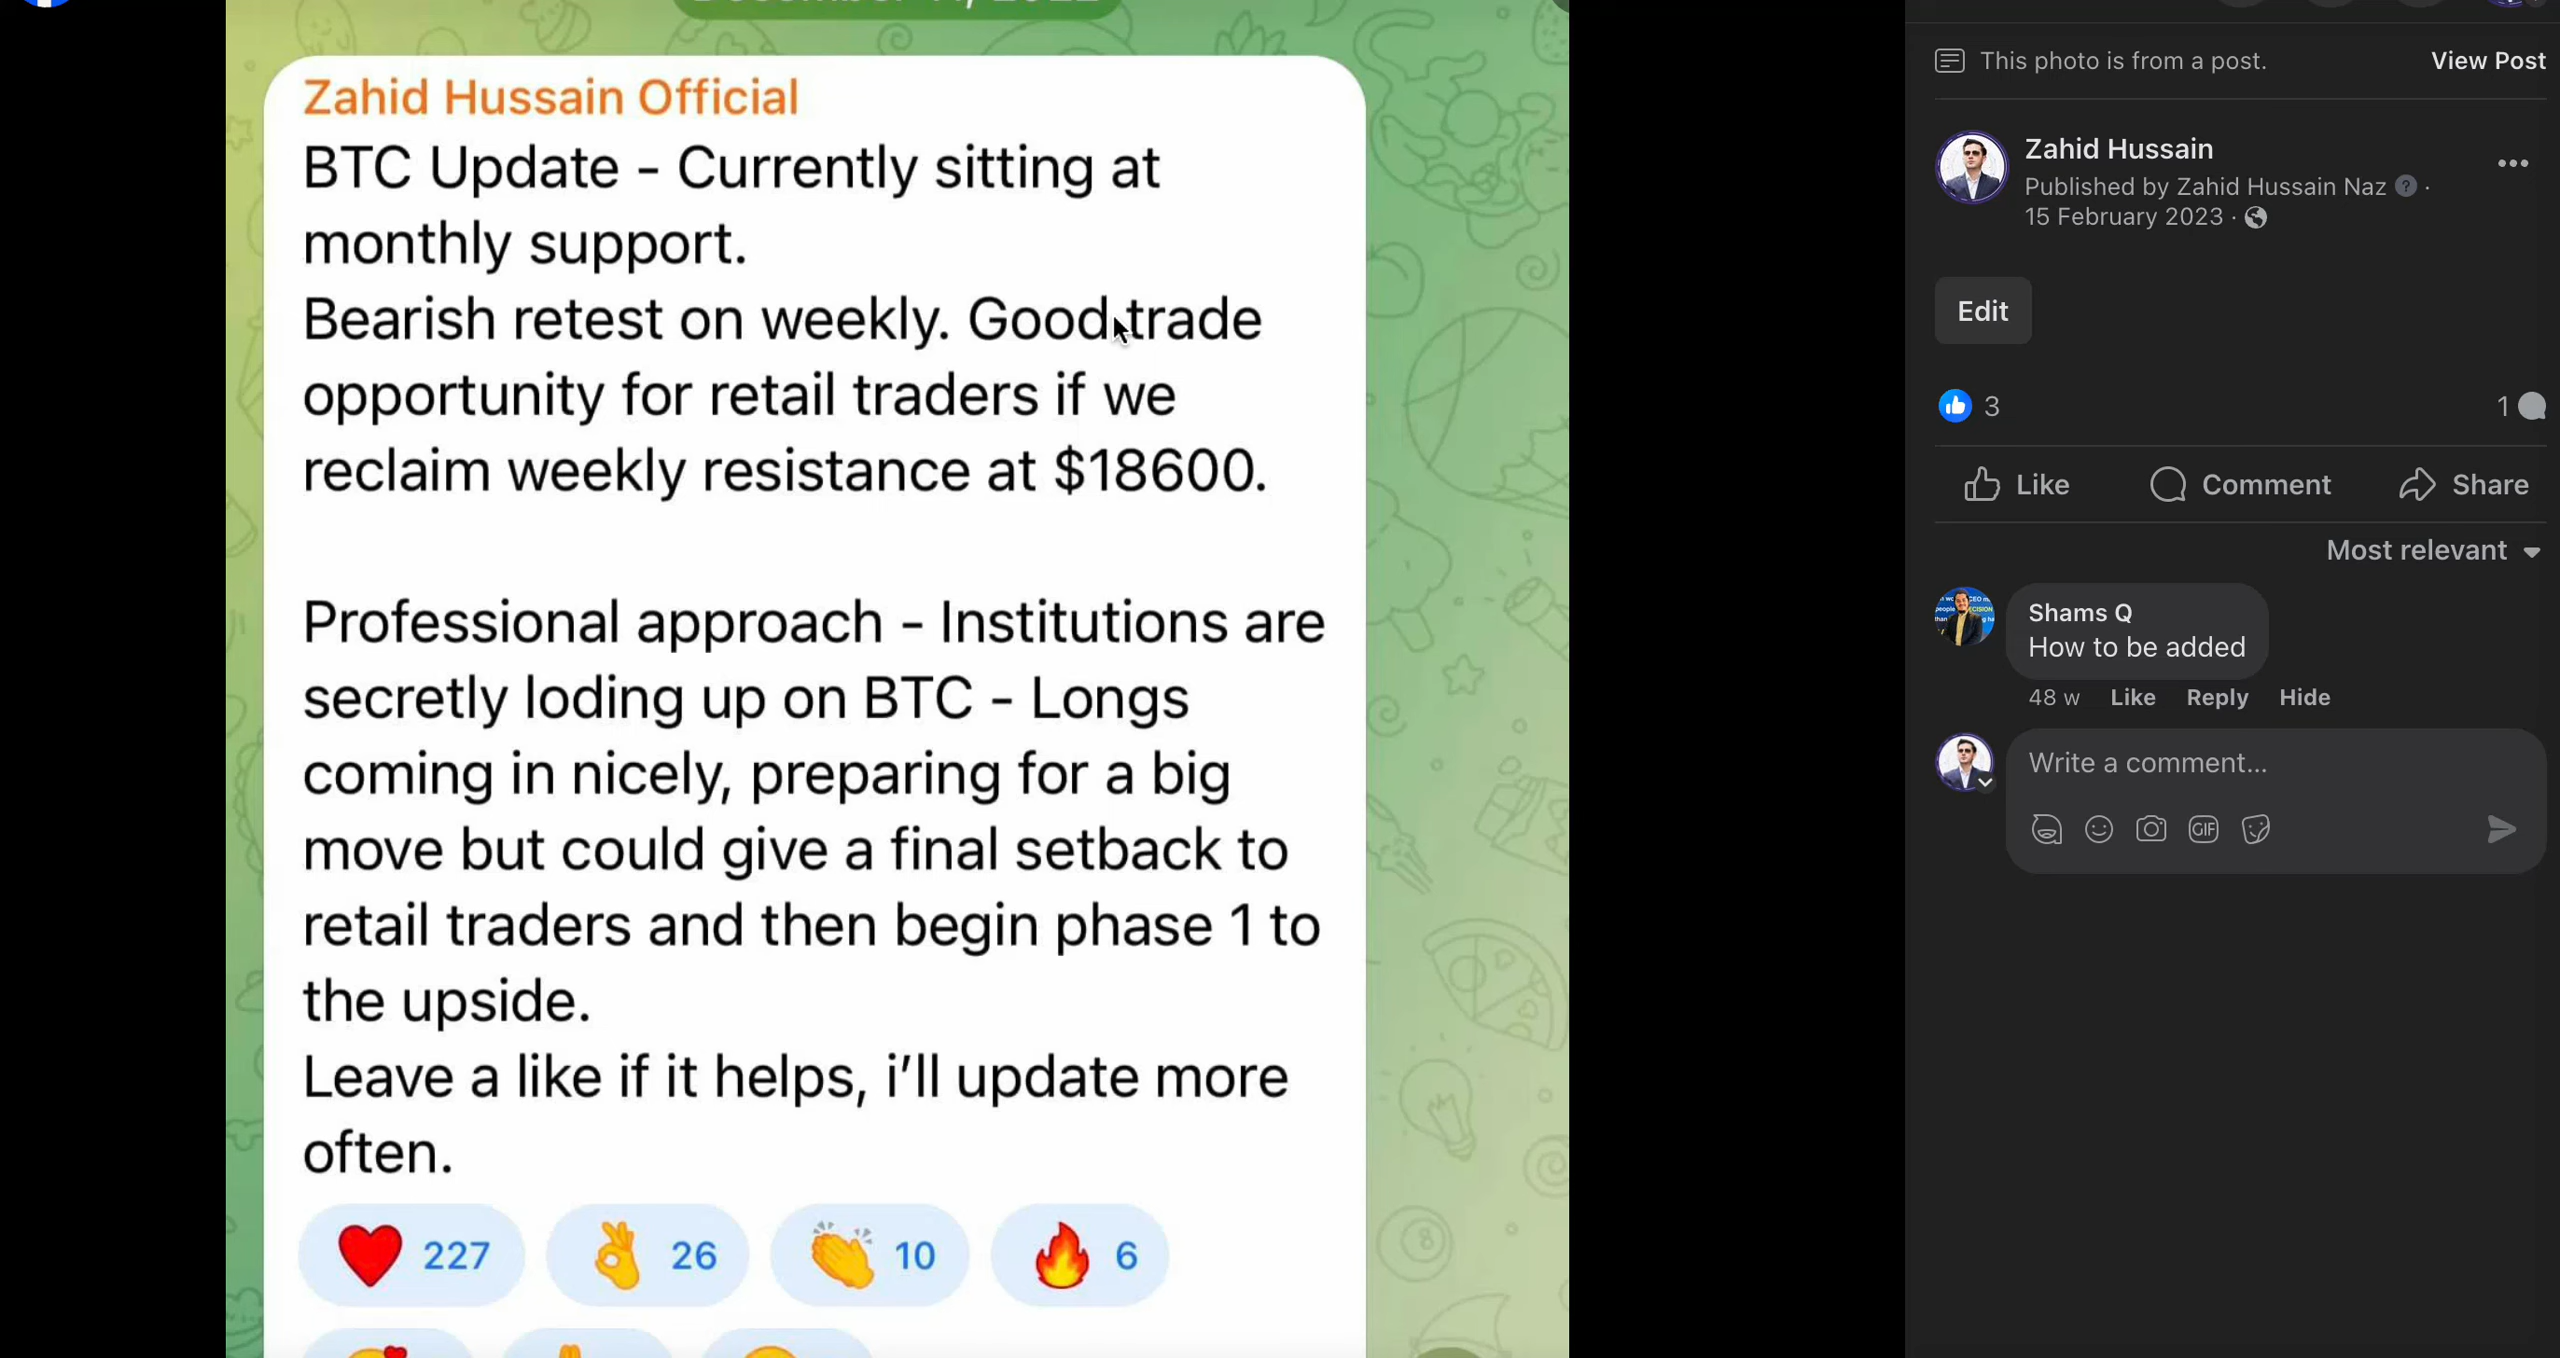 Zahid Hussain Official
BTC Update - Currently sitting at
monthly support.
Bearish retest on weekly. Good trade
opportunity for retail traders if we
reclaim weekly resistance at $18600.
Professional approach - Institutions are
secretly loding up on BTC - Longs
coming in nicely, preparing for a big
move but could give a final setback to
retail traders and then begin phase 1 to
the upside.
Leave a like if it helps, i’ll update more
often.
227 26 10 6
This photo is from a post. View Post
Zahid Hussain
Published by Zahid Hussain Naz ·
15 February 2023 ·
Edit
3 1
Like Comment Share
Most relevant
Shams Q
How to be added
48 w Like Reply Hide
Write a comment...
GIF